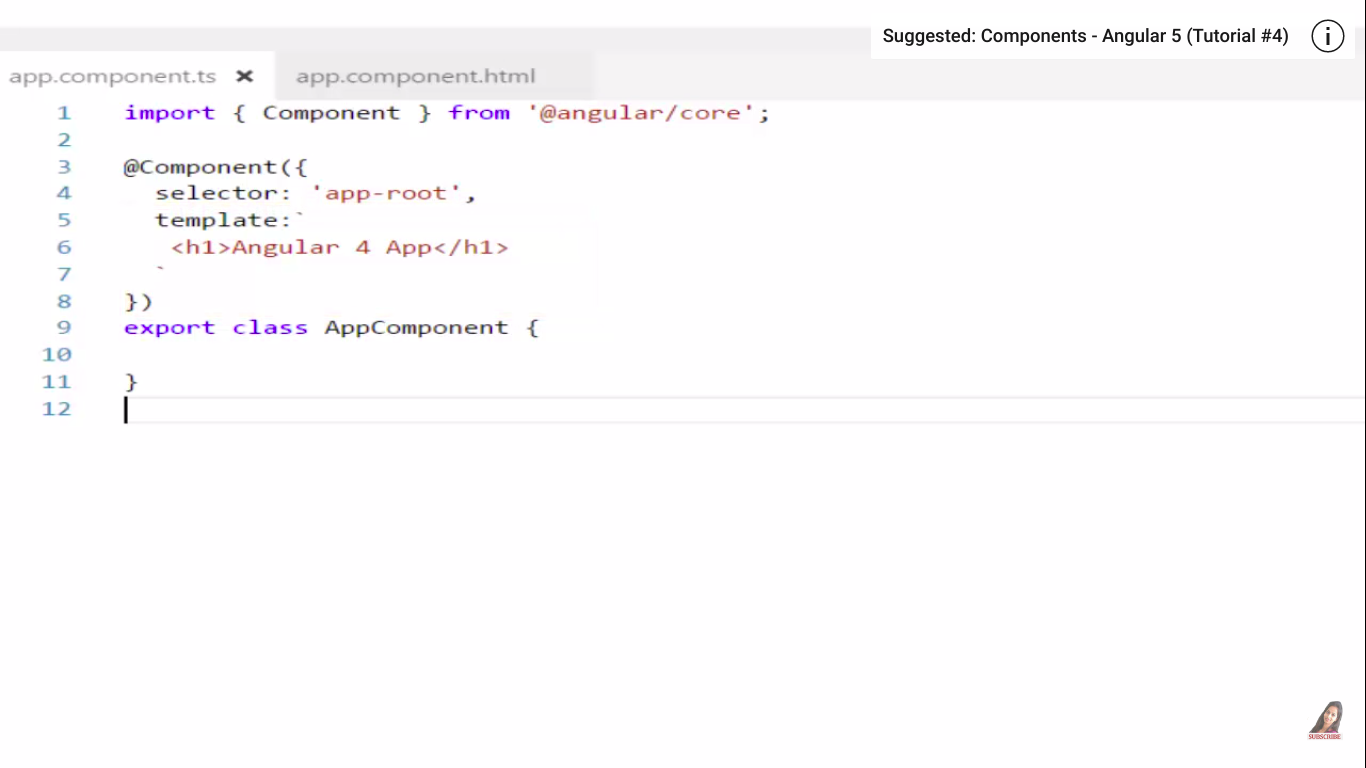 Suggested: Components - Angular 5 (Tutorial #4)
app.component.ts × app.component.html
1 import { Component } from '@angular/core';
2
3 @Component({
4 selector: 'app-root',
5 template:`
6 <h1>Angular 4 App</h1>
7 `
8 })
9 export class AppComponent {
10
11 }
12
SUBSCRIBE